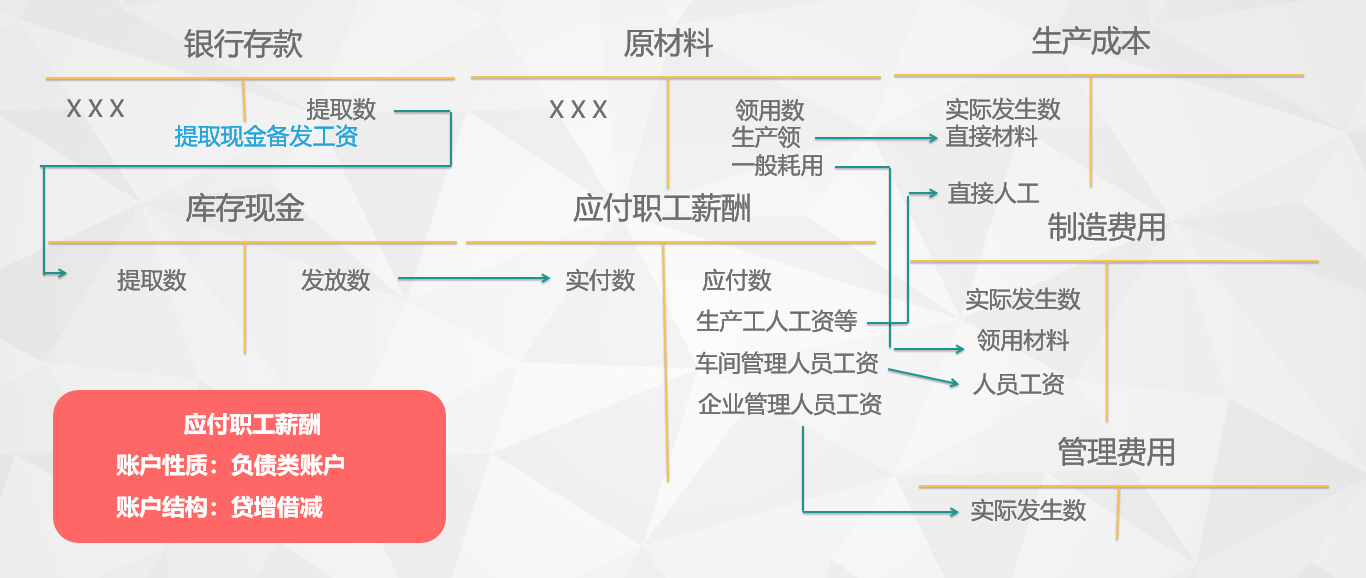 银行存款
原材料
生产成本
X X X
提取数
提取现金备发工资
X X X
领用数
生产领
一般耗用
实际发生数
直接材料
直接人工
库存现金
应付职工薪酬
制造费用
提取数
发放数
实付数
应付数
生产工人工资等
车间管理人员工资
企业管理人员工资
实际发生数
领用材料
人员工资
管理费用
实际发生数
应付职工薪酬
账户性质：负债类账户
账户结构：贷增借减